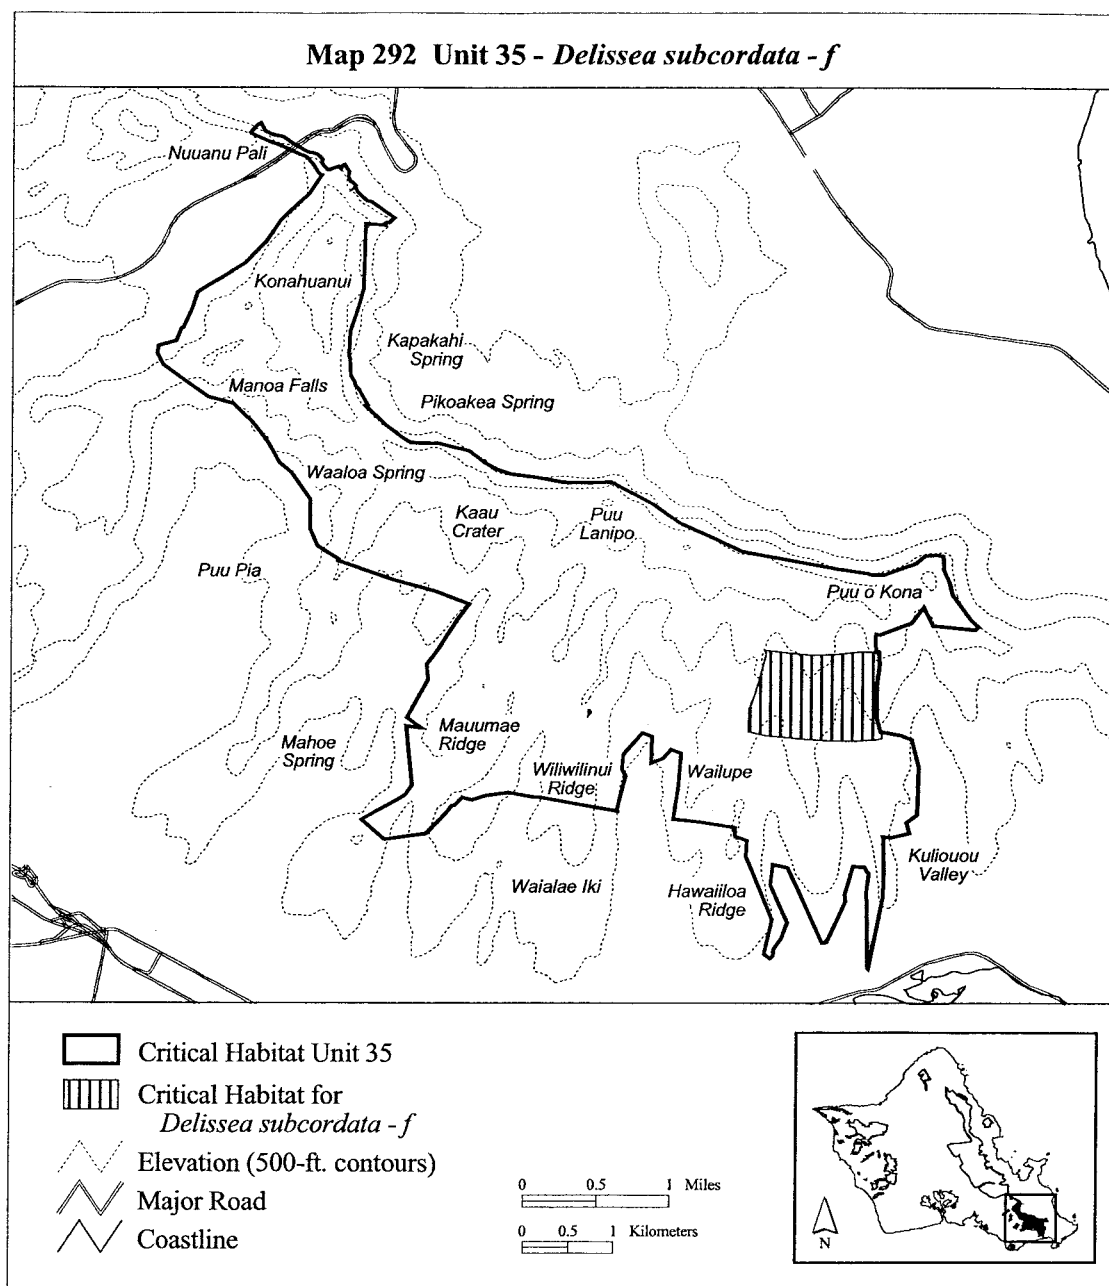 Map 292 Unit 35 - Delissea subcordata - f
Nuuanu Pali
Konahuanui
Kapakahi
Spring
Manoa Falls
Pikoakea Spring
Waaloa Spring
Kaau
Crater
Puu
Lanipo
Puu Pia
Puu o Kona
Mauumae
Ridge
Mahoe
Spring
Wiliwilinui
Ridge
Wailupe
Kuliouou
Valley
Waialae Iki
Hawaiiloa
Ridge
Critical Habitat Unit 35
Critical Habitat for
Delissea subcordata - f
Elevation (500-ft. contours)
Major Road
Coastline
0 0.5 1 Miles
0 0.5 1 Kilometers
N